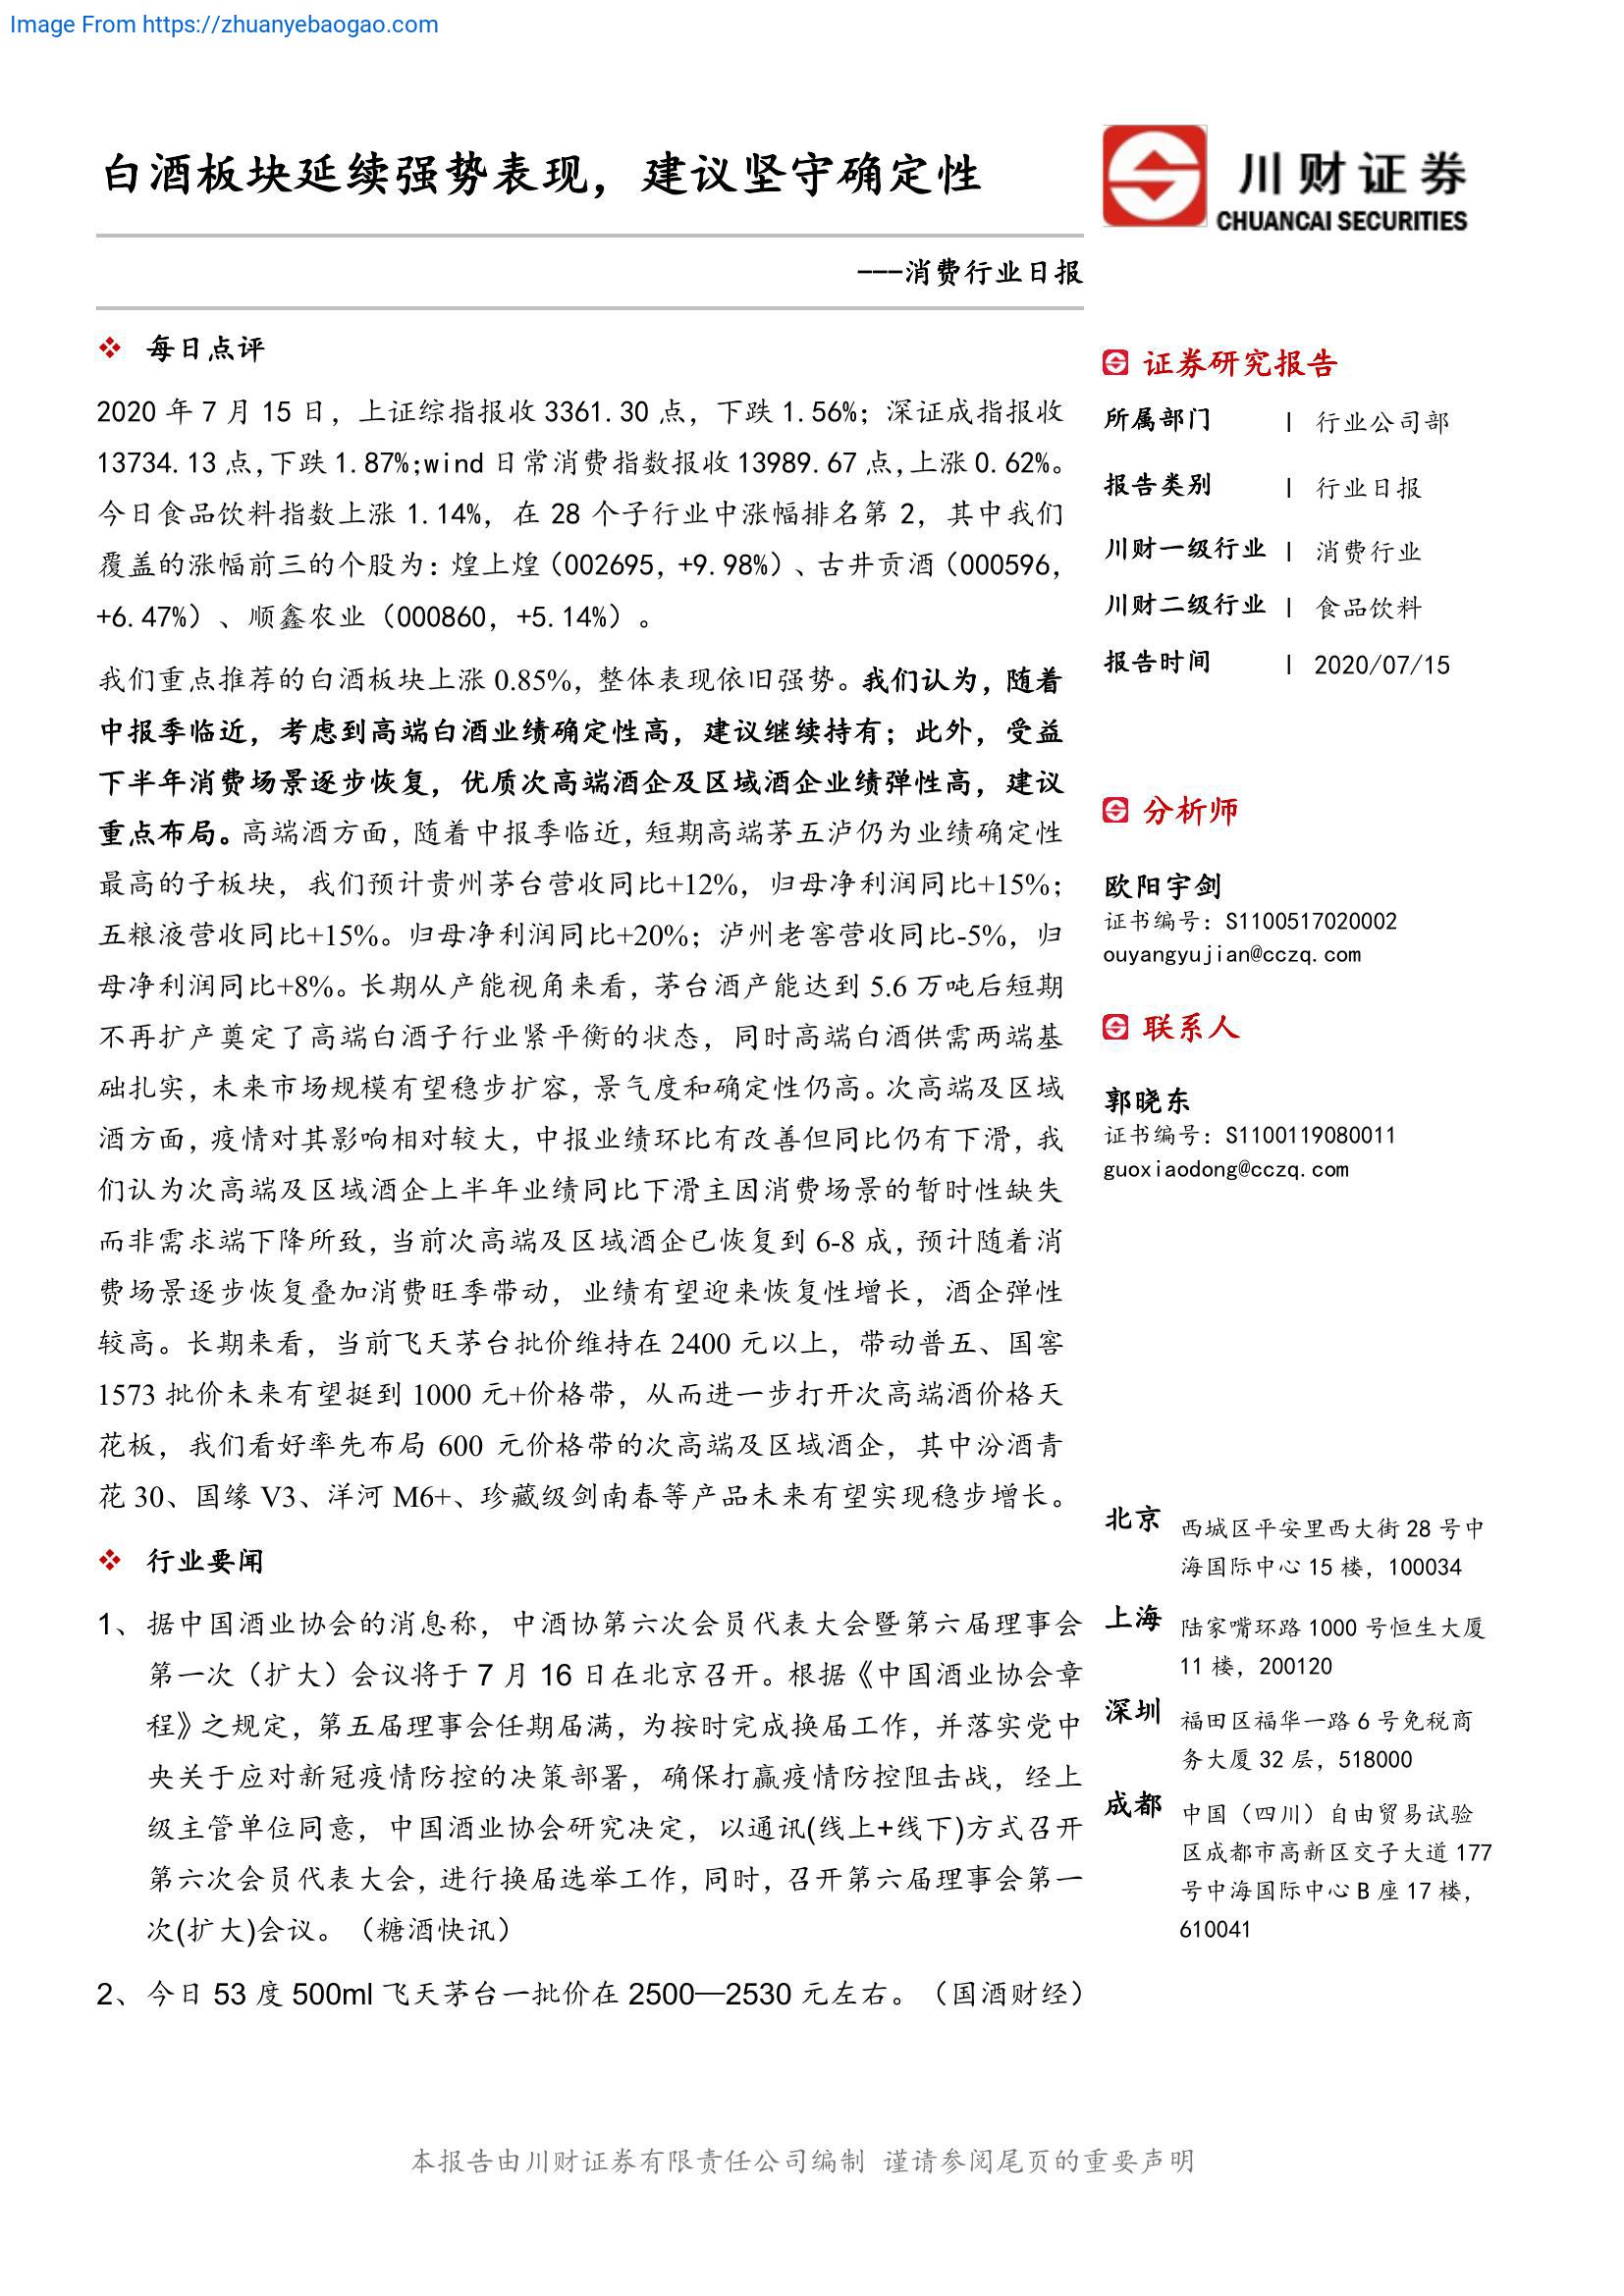 Image From https://zhuanyebaogao.com
白酒板块延续强势表现，建议坚守确定性
川财证券
CHUANCAI SECURITIES
---消费行业日报
❖ 每日点评
2020 年 7 月 15 日，上证综指报收 3361.30 点，下跌 1.56%；深证成指报收
13734.13 点，下跌 1.87%;wind 日常消费指数报收 13989.67 点，上涨 0.62%。
今日食品饮料指数上涨 1.14%，在 28 个子行业中涨幅排名第 2，其中我们
覆盖的涨幅前三的个股为：煌上煌（002695，+9.98%）、古井贡酒（000596，
+6.47%）、顺鑫农业（000860，+5.14%）。
我们重点推荐的白酒板块上涨 0.85%，整体表现依旧强势。我们认为，随着
中报季临近，考虑到高端白酒业绩确定性高，建议继续持有；此外，受益
下半年消费场景逐步恢复，优质次高端酒企及区域酒企业绩弹性高，建议
重点布局。高端酒方面，随着中报季临近，短期高端茅五泸仍为业绩确定性
最高的子板块，我们预计贵州茅台营收同比+12%，归母净利润同比+15%；
五粮液营收同比+15%。归母净利润同比+20%；泸州老窖营收同比-5%，归
母净利润同比+8%。长期从产能视角来看，茅台酒产能达到 5.6 万吨后短期
不再扩产奠定了高端白酒子行业紧平衡的状态，同时高端白酒供需两端基
础扎实，未来市场规模有望稳步扩容，景气度和确定性仍高。次高端及区域
酒方面，疫情对其影响相对较大，中报业绩环比有改善但同比仍有下滑，我
们认为次高端及区域酒企上半年业绩同比下滑主因消费场景的暂时性缺失
而非需求端下降所致，当前次高端及区域酒企已恢复到 6-8 成，预计随着消
费场景逐步恢复叠加消费旺季带动，业绩有望迎来恢复性增长，酒企弹性
较高。长期来看，当前飞天茅台批价维持在 2400 元以上，带动普五、国窖
1573 批价未来有望挺到 1000 元+价格带，从而进一步打开次高端酒价格天
花板，我们看好率先布局 600 元价格带的次高端及区域酒企，其中汾酒青
花 30、国缘 V3、洋河 M6+、珍藏级剑南春等产品未来有望实现稳步增长。
❖ 行业要闻
1、据中国酒业协会的消息称，中酒协第六次会员代表大会暨第六届理事会
第一次（扩大）会议将于 7 月 16 日在北京召开。根据《中国酒业协会章
程》之规定，第五届理事会任期届满，为按时完成换届工作，并落实党中
央关于应对新冠疫情防控的决策部署，确保打赢疫情防控阻击战，经上
级主管单位同意，中国酒业协会研究决定，以通讯(线上+线下)方式召开
第六次会员代表大会，进行换届选举工作，同时，召开第六届理事会第一
次(扩大)会议。（糖酒快讯）
2、今日 53 度 500ml 飞天茅台一批价在 2500—2530 元左右。（国酒财经）
证券研究报告
所属部门 | 行业公司部
报告类别 | 行业日报
川财一级行业 | 消费行业
川财二级行业 | 食品饮料
报告时间 | 2020/07/15
分析师
欧阳宇剑
证书编号：S1100517020002
ouyangyujian@cczq.com
联系人
郭晓东
证书编号：S1100119080011
guoxiaodong@cczq.com
北京 西城区平安里西大街 28 号中
海国际中心 15 楼，100034
上海 陆家嘴环路 1000 号恒生大厦
11 楼，200120
深圳 福田区福华一路 6 号免税商
务大厦 32 层，518000
成都 中国（四川）自由贸易试验
区成都市高新区交子大道 177
号中海国际中心 B 座 17 楼，
610041
本报告由川财证券有限责任公司编制 谨请参阅尾页的重要声明